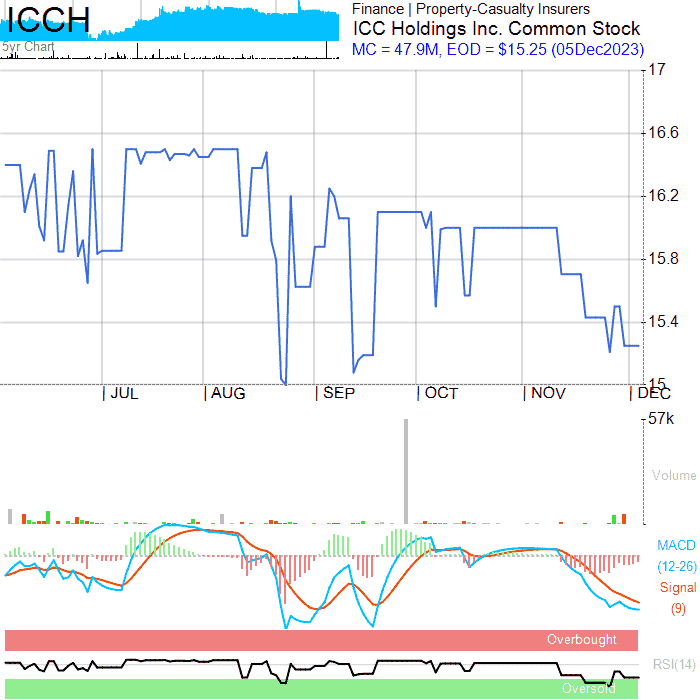 ICCH
5yr Chart
Finance | Property-Casualty Insurers
ICC Holdings Inc. Common Stock
MC = 47.9M, EOD = $15.25 (05Dec2023)
17
16.6
16.2
15.8
15.4
15
JUL AUG SEP OCT NOV DEC
57k
Volume
MACD
(12-26)
Signal
(9)
Overbought
RSI(14)
Oversold